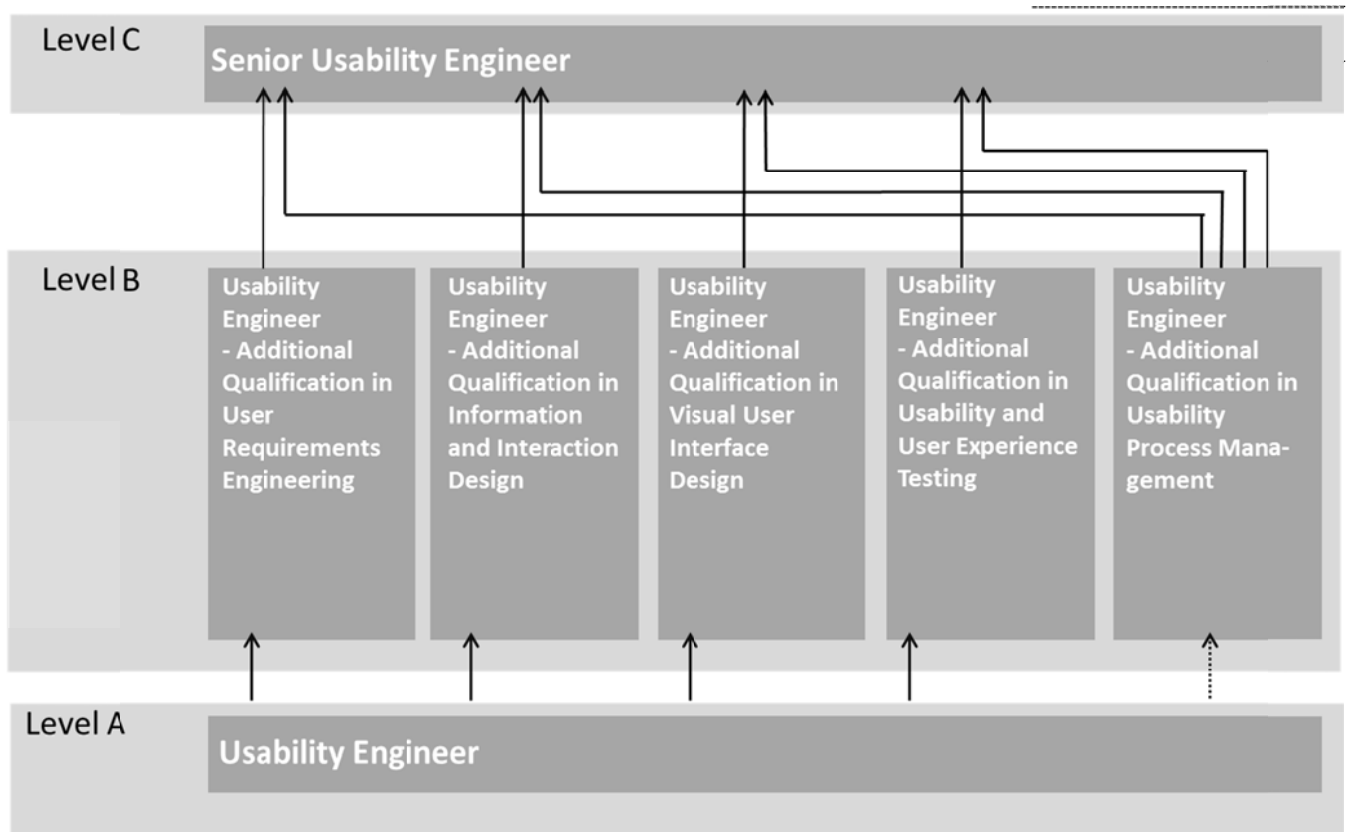 Level C
Senior Usability Engineer
Level B
Usability
Engineer
- Additional
Qualification in
User
Requirements
Engineering
Usability
Engineer
- Additional
Qualification in
Information
and Interaction
Design
Usability
Engineer
- Additional
Qualification in
Visual User
Interface
Design
Usability
Engineer
- Additional
Qualification in
Usability and
User Experience
Testing
Usability
Engineer
- Additional
Qualification in
Usability
Process Mana-
gement
Level A
Usability Engineer